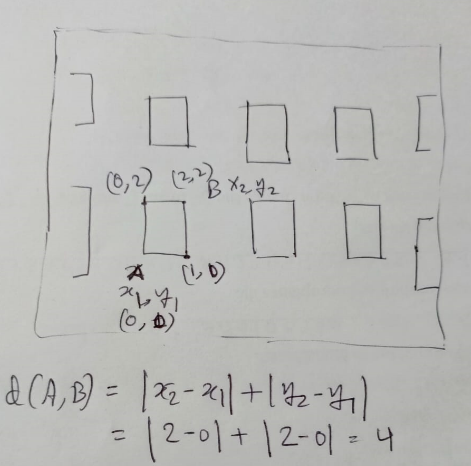 (0,2) (2,2) B x₂ y₂
A (1,0)
x₁, y₁
(0,0)
d(A,B) = |x₂-x₁| + |y₂-y₁|
= |2-0| + |2-0| = 4